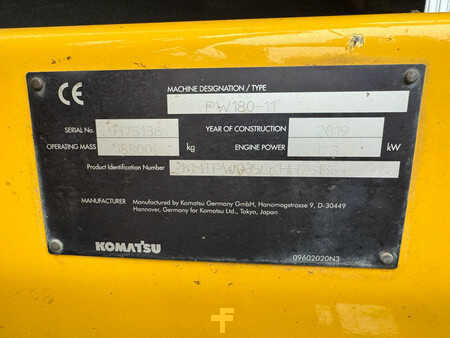 CE
MACHINE DESIGNATION / TYPE
PW180-11
SERIAL No. YEAR OF CONSTRUCTION 2019
OPERATING MASS kg ENGINE POWER kW
Product Identification Number
MANUFACTURER Manufactured by Komatsu Germany GmbH, Hanomagstrasse 9, D-30449
Hannover, Germany for Komatsu Ltd., Tokyo, Japan
KOMATSU
09602020N3